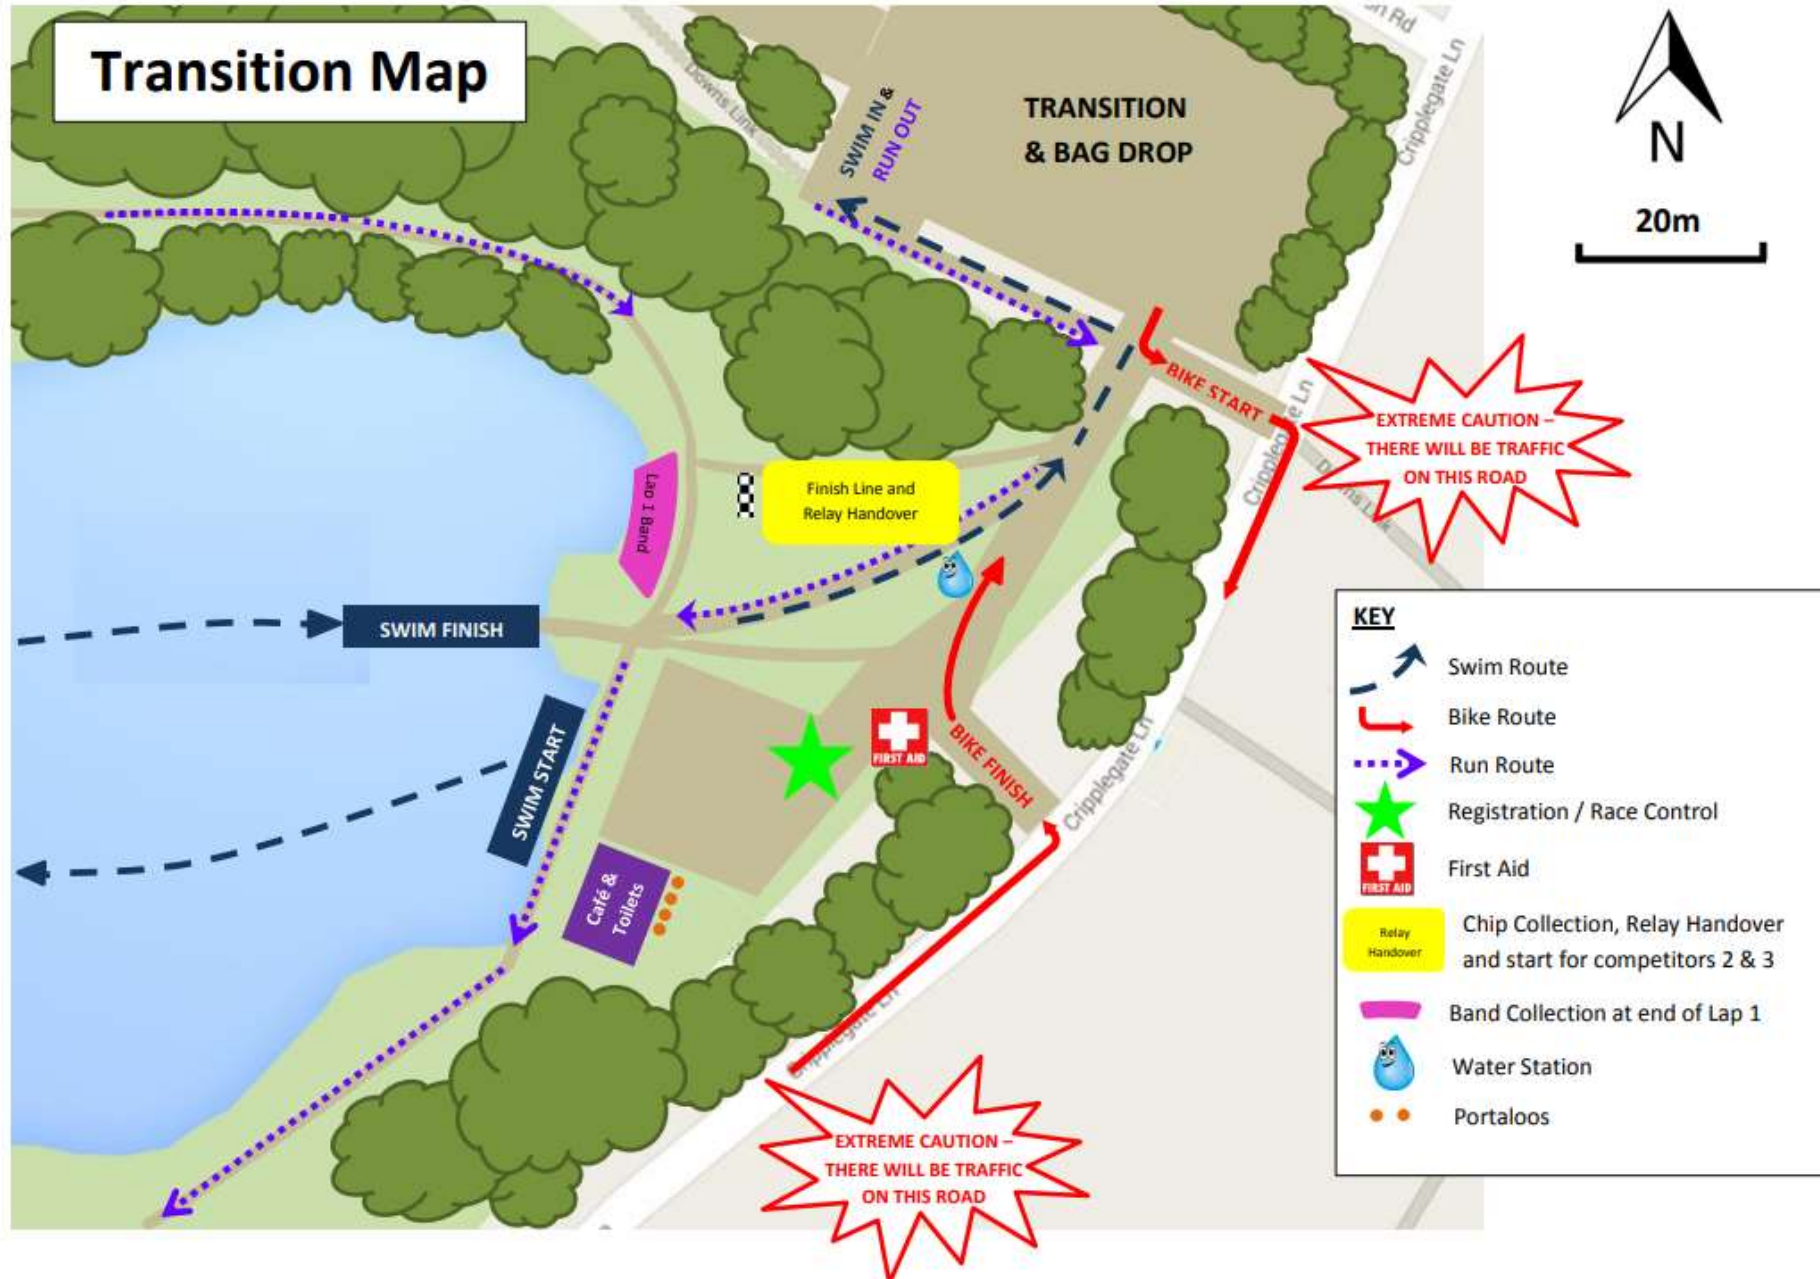 Transition Map
Downs Link
SWIM IN &
RUN OUT
TRANSITION
& BAG DROP
Rd
Cripplegate Ln
N
20m
BIKE START
Cripplegate Ln
EXTREME CAUTION –
THERE WILL BE TRAFFIC
ON THIS ROAD
Downs Link
Lap 1 Band
Finish Line and
Relay Handover
SWIM FINISH
SWIM START
FIRST AID
BIKE FINISH
Cripplegate Ln
Café &
Toilets
Cripplegate Ln
EXTREME CAUTION –
THERE WILL BE TRAFFIC
ON THIS ROAD
KEY
Swim Route
Bike Route
Run Route
Registration / Race Control
FIRST AID
First Aid
Relay
Handover
Chip Collection, Relay Handover
and start for competitors 2 & 3
Band Collection at end of Lap 1
Water Station
Portaloos